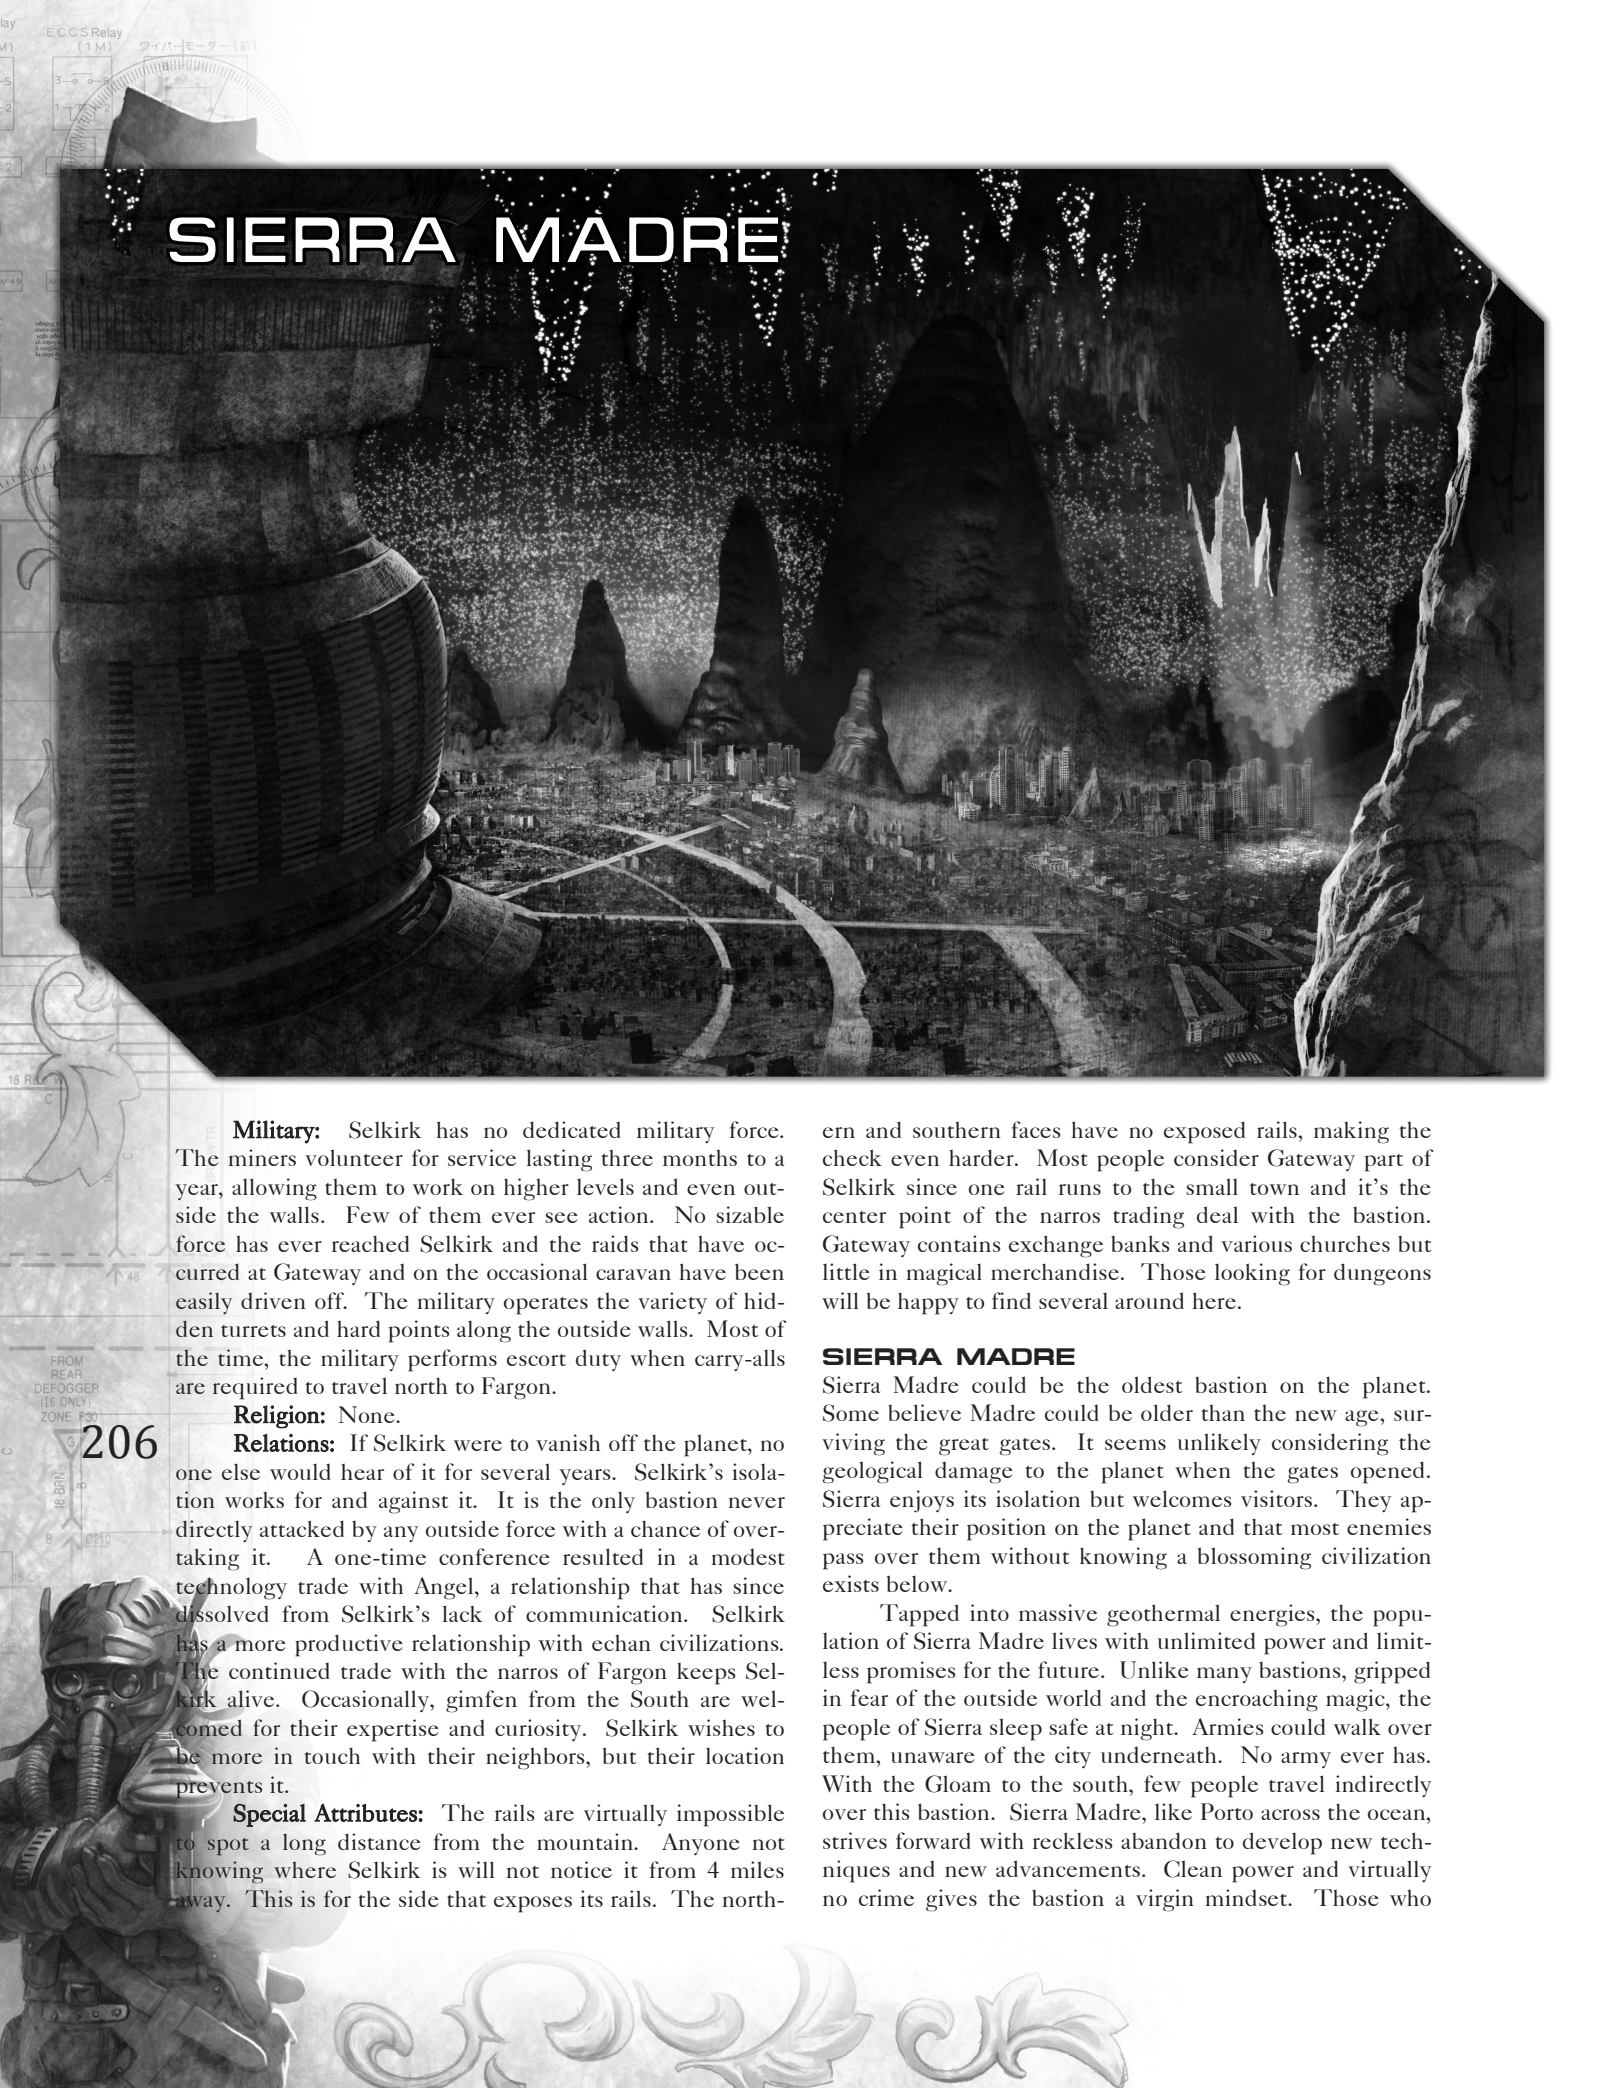 lay
ECCS Relay
(1M)
ワイパーモーター (前)
SIERRA MADRE
Military: Selkirk has no dedicated military force.
The miners volunteer for service lasting three months to a
year, allowing them to work on higher levels and even out-
side the walls. Few of them ever see action. No sizable
force has ever reached Selkirk and the raids that have oc-
curred at Gateway and on the occasional caravan have been
easily driven off. The military operates the variety of hid-
den turrets and hard points along the outside walls. Most of
the time, the military performs escort duty when carry-alls
are required to travel north to Fargon.
Religion: None.
Relations: If Selkirk were to vanish off the planet, no
one else would hear of it for several years. Selkirk's isola-
tion works for and against it. It is the only bastion never
directly attacked by any outside force with a chance of over-
taking it. A one-time conference resulted in a modest
technology trade with Angel, a relationship that has since
dissolved from Selkirk's lack of communication. Selkirk
has a more productive relationship with echan civilizations.
The continued trade with the narros of Fargon keeps Sel-
kirk alive. Occasionally, gimfen from the South are wel-
comed for their expertise and curiosity. Selkirk wishes to
be more in touch with their neighbors, but their location
prevents it.
Special Attributes: The rails are virtually impossible
to spot a long distance from the mountain. Anyone not
knowing where Selkirk is will not notice it from 4 miles
away. This is for the side that exposes its rails. The north-
ern and southern faces have no exposed rails, making the
check even harder. Most people consider Gateway part of
Selkirk since one rail runs to the small town and it's the
center point of the narros trading deal with the bastion.
Gateway contains exchange banks and various churches but
little in magical merchandise. Those looking for dungeons
will be happy to find several around here.
SIERRA MADRE
Sierra Madre could be the oldest bastion on the planet.
Some believe Madre could be older than the new age, sur-
viving the great gates. It seems unlikely considering the
geological damage to the planet when the gates opened.
Sierra enjoys its isolation but welcomes visitors. They ap-
preciate their position on the planet and that most enemies
pass over them without knowing a blossoming civilization
exists below.
Tapped into massive geothermal energies, the popu-
lation of Sierra Madre lives with unlimited power and limit-
less promises for the future. Unlike many bastions, gripped
in fear of the outside world and the encroaching magic, the
people of Sierra sleep safe at night. Armies could walk over
them, unaware of the city underneath. No army ever has.
With the Gloam to the south, few people travel indirectly
over this bastion. Sierra Madre, like Porto across the ocean,
strives forward with reckless abandon to develop new tech-
niques and new advancements. Clean power and virtually
no crime gives the bastion a virgin mindset. Those who
48
FROM
REAR
DEFOGGER
(16 ONLY)
ZONE F30
G
206
18 BRN
B